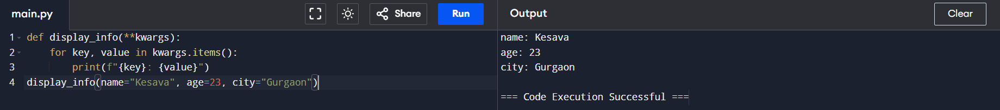 main.py
Share
Run
1 def display_info(**kwargs):
2     for key, value in kwargs.items():
3         print(f"{key}: {value}")
4 display_info(name="Kesava", age=23, city="Gurgaon")
Output
Clear
name: Kesava
age: 23
city: Gurgaon
=== Code Execution Successful ===